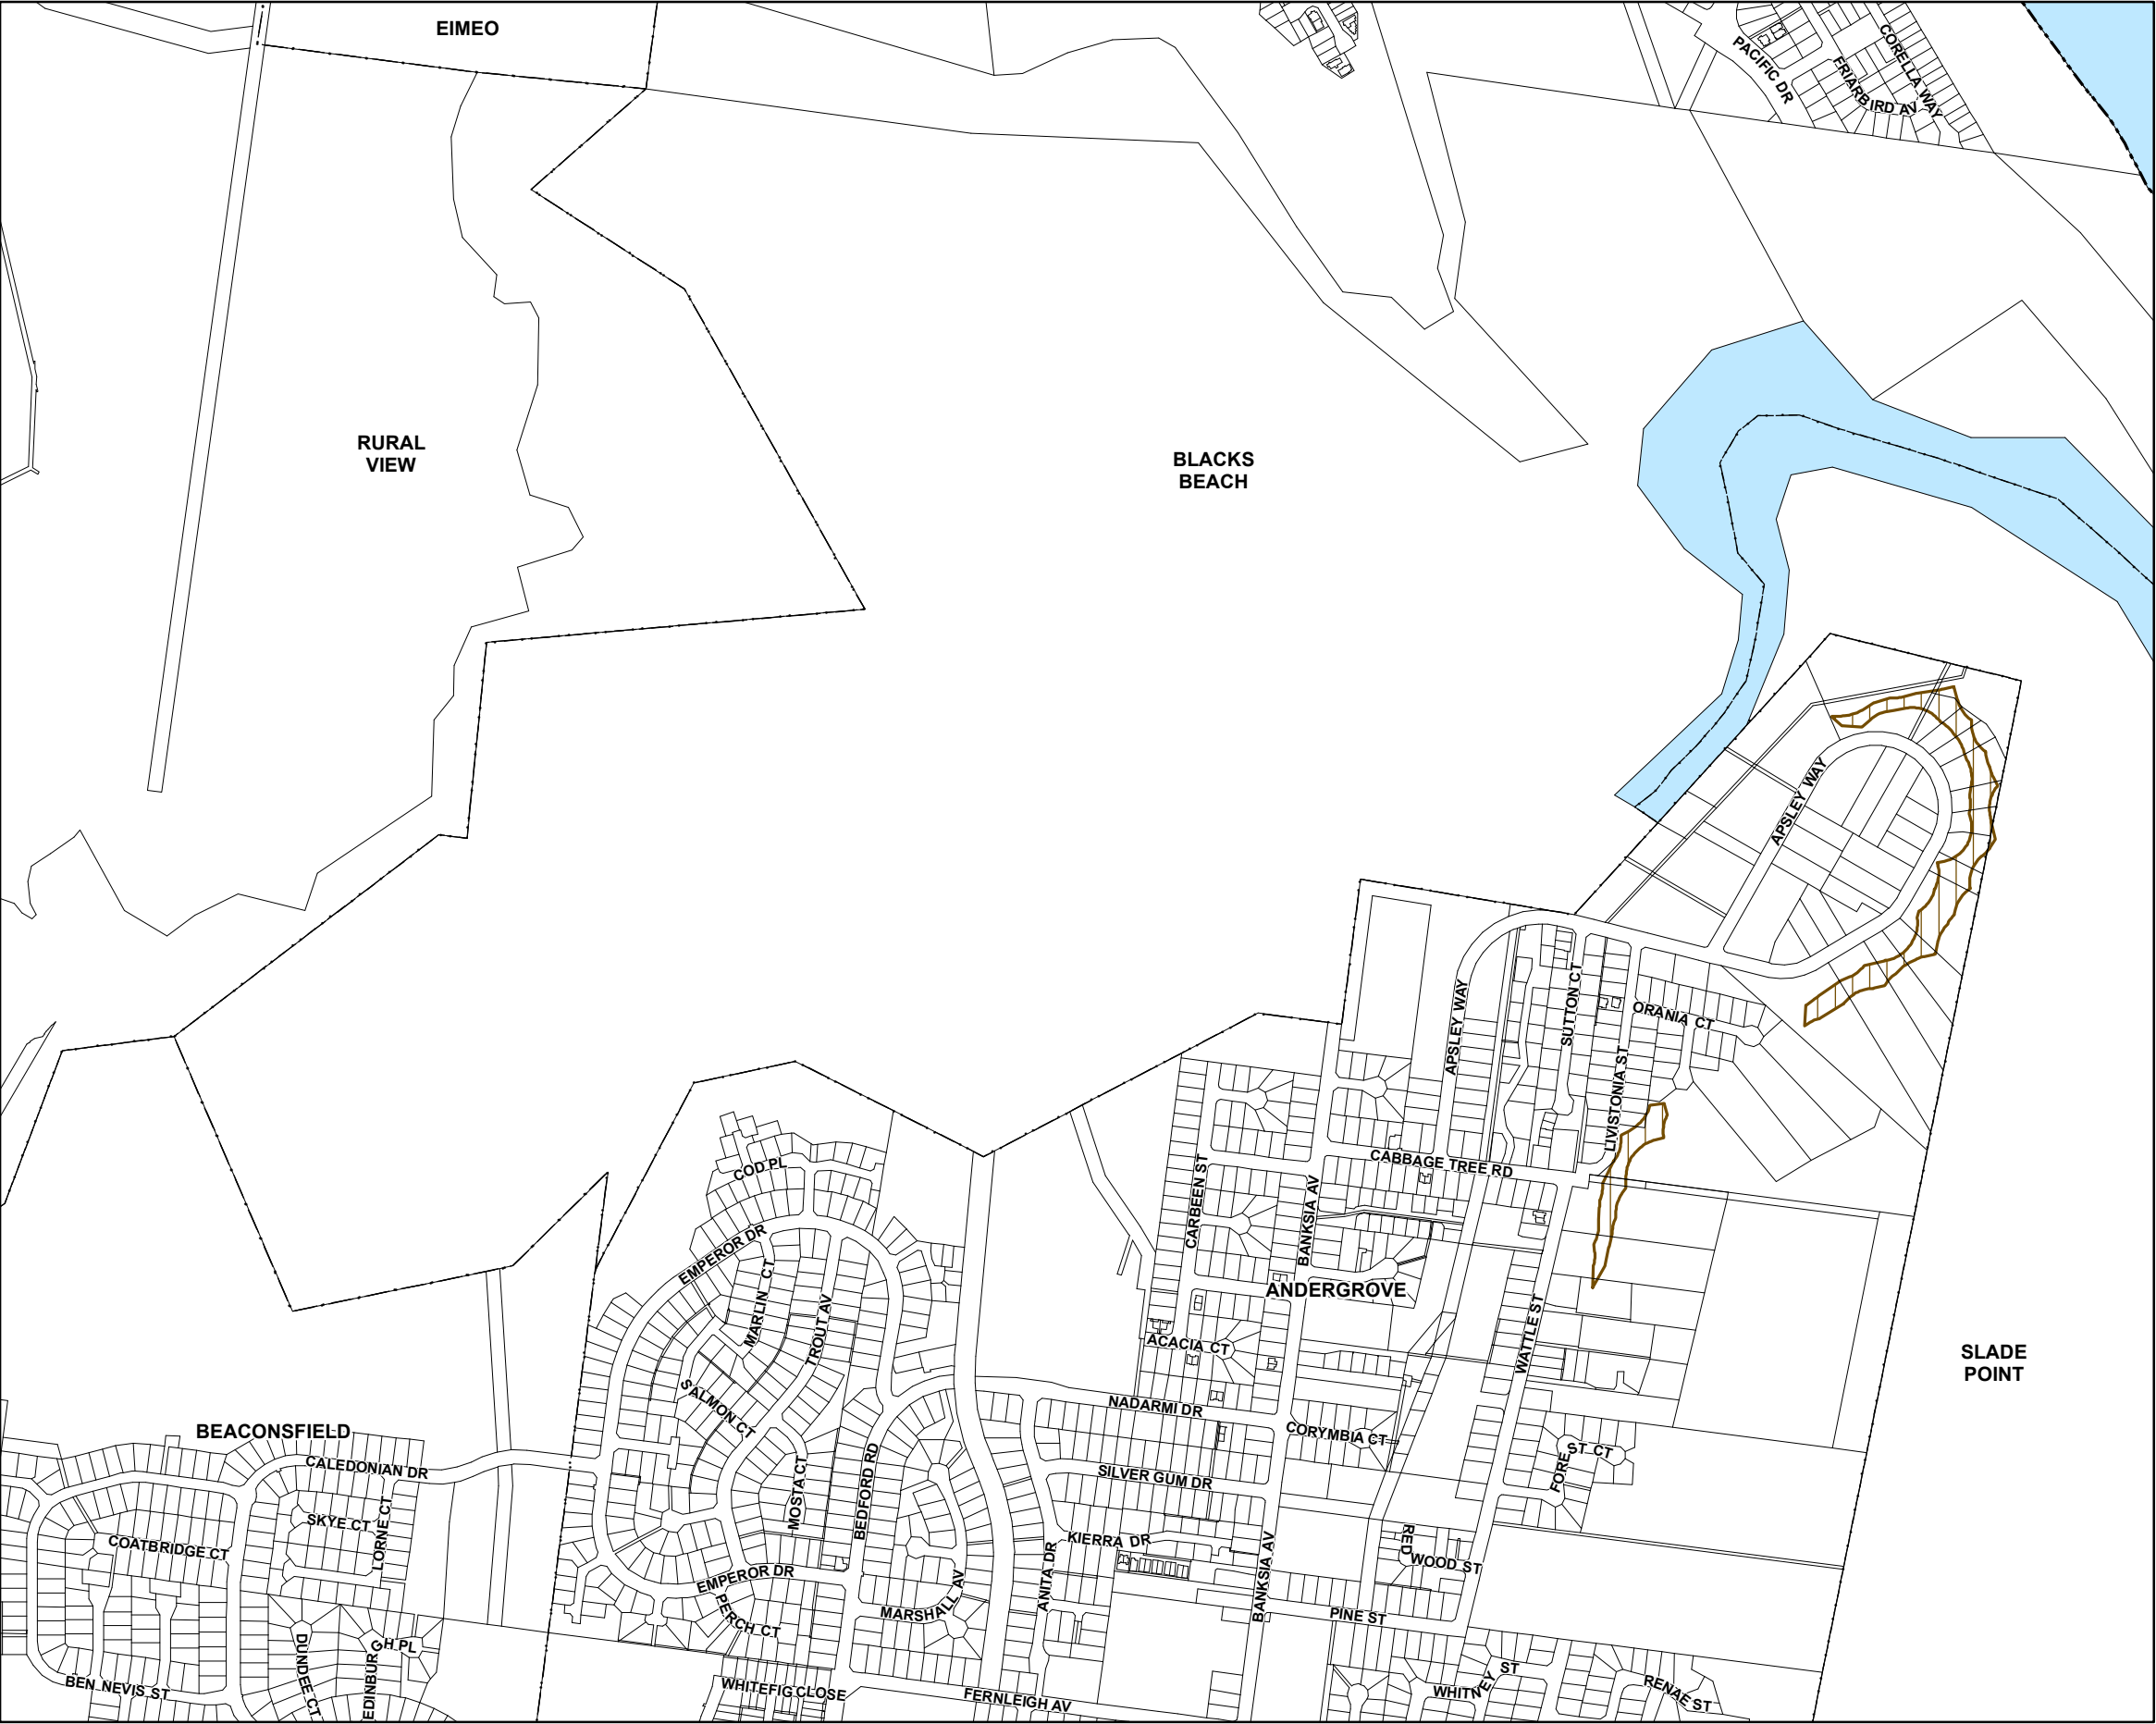 EIMEO
PACIFIC DR
FRIARBIRD AV
CORELLA WAY
RURAL
VIEW
BLACKS
BEACH
APSLEY WAY
APSLEY WAY
SUTTON CT
ORANIA CT
LIVISTONIA ST
CABBAGE TREE RD
CARBEEN ST
BANKSIA AV
COD PL
EMPEROR DR
MARLIN CT
TROUT AV
ANDERGROVE
WATTLE ST
ACACIA CT
SLADE
POINT
SALMON CT
NADARMI DR
CORYMBIA CT
BEACONSFIELD
CALEDONIAN DR
MOSTA CT
BEDFORD RD
SILVER GUM DR
FOREST CT
SKYE CT
LORNE CT
COATBRIDGE CT
KIERRA DR
RED
WOOD ST
EMPEROR DR
PERCH CT
MARSHALL AV
ANITA DR
BANKSIA AV
PINE ST
DUNDEE CT
EDINBURGH PL
BEN NEVIS ST
WHITEFIG CLOSE
FERNLEIGH AV
WHITNEY ST
RENAE ST